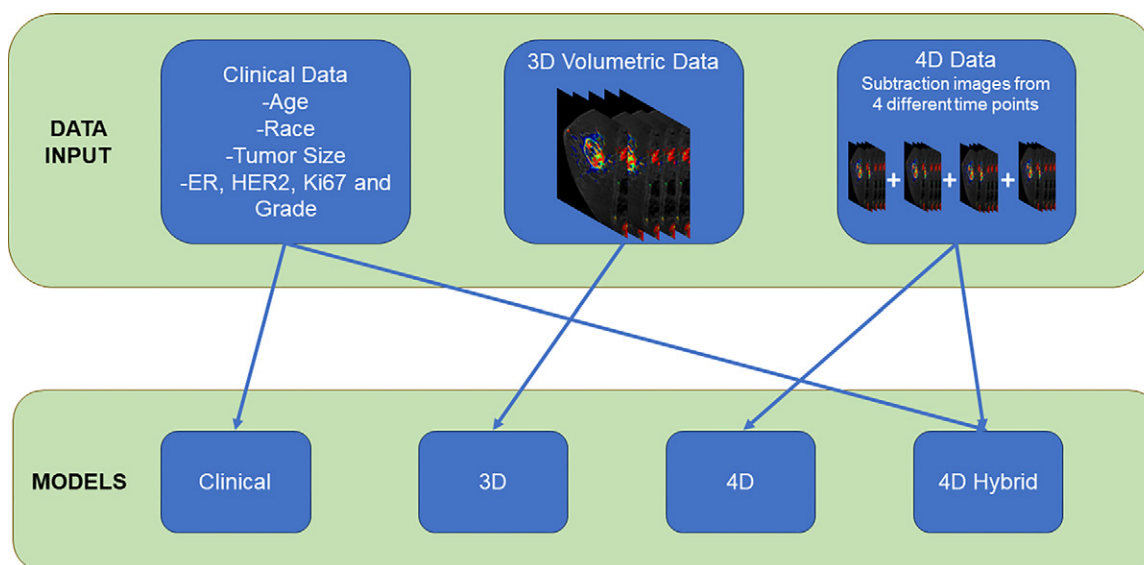 DATA
INPUT
Clinical Data
-Age
-Race
-Tumor Size
-ER, HER2, Ki67 and
Grade
3D Volumetric Data
4D Data
Subtraction images from
4 different time points
+ + +
MODELS
Clinical
3D
4D
4D Hybrid